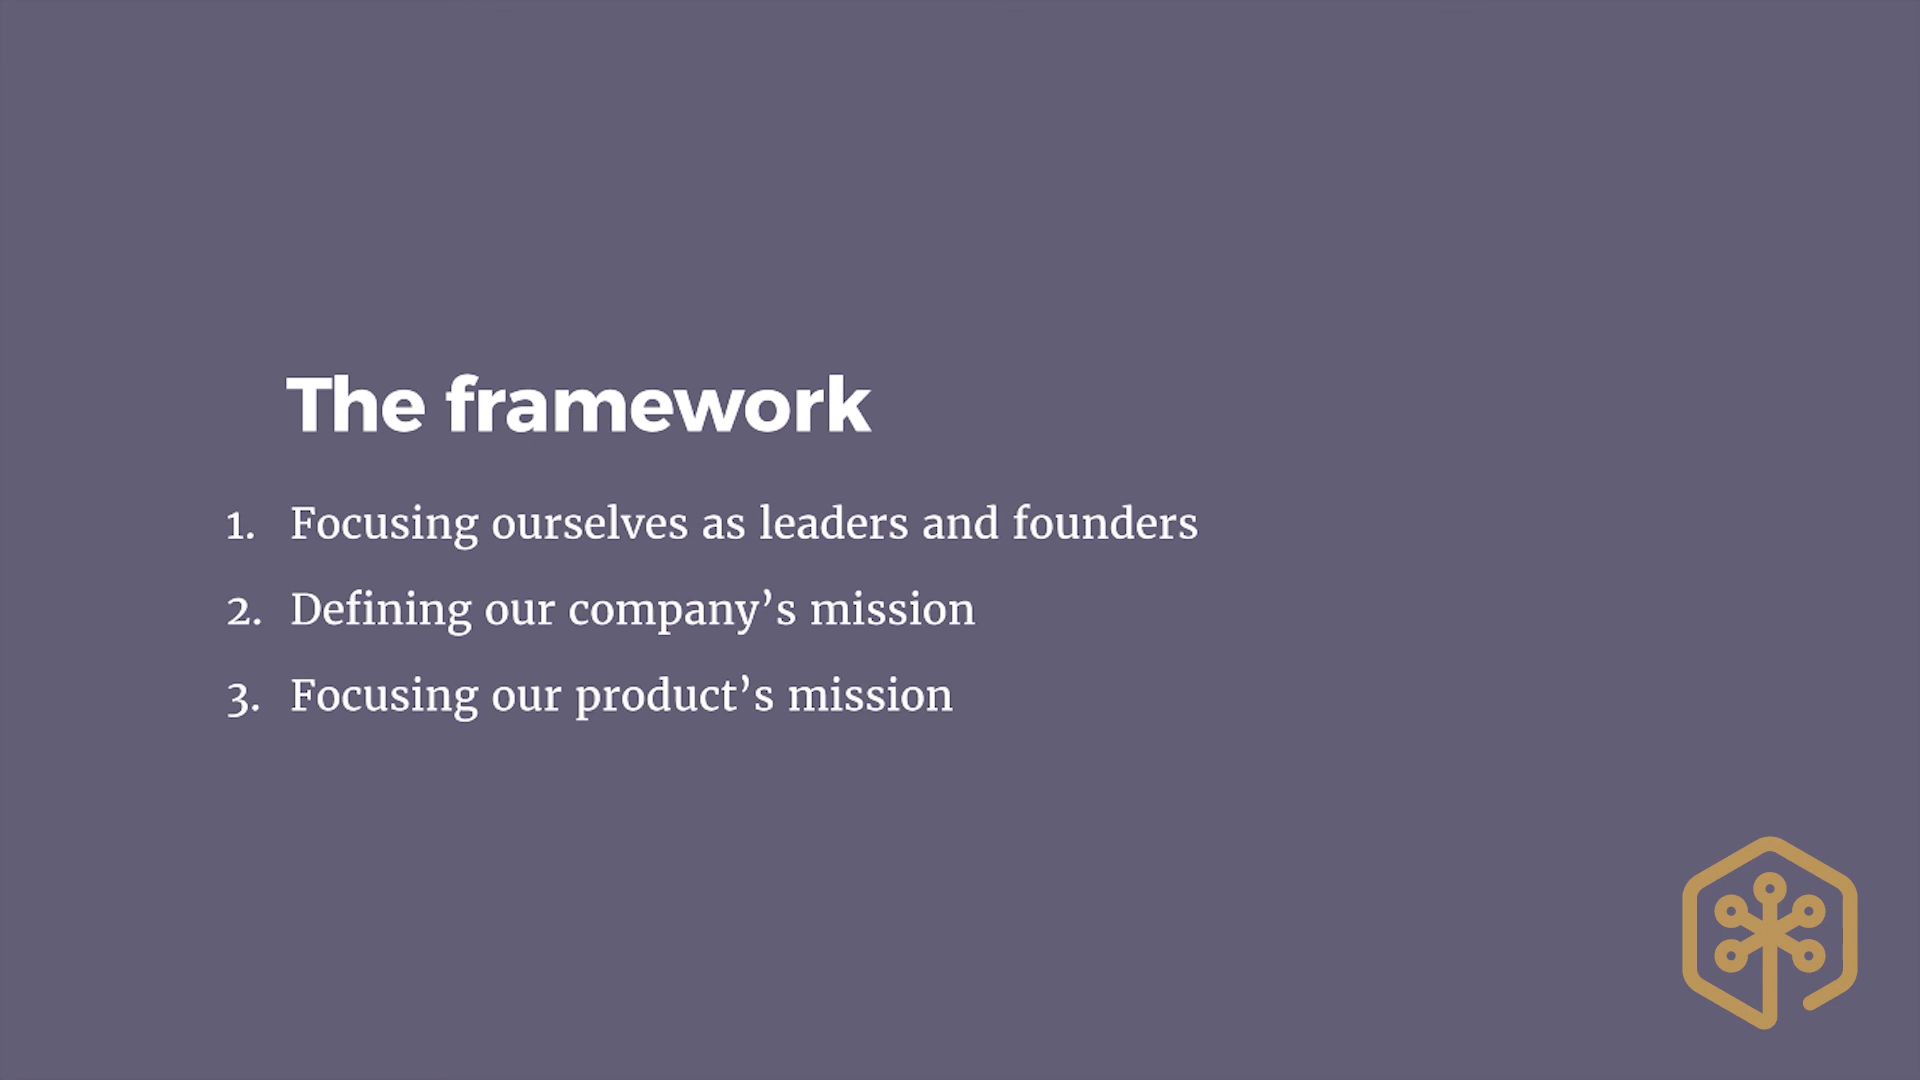 The framework
1. Focusing ourselves as leaders and founders
2. Defining our company’s mission
3. Focusing our product’s mission